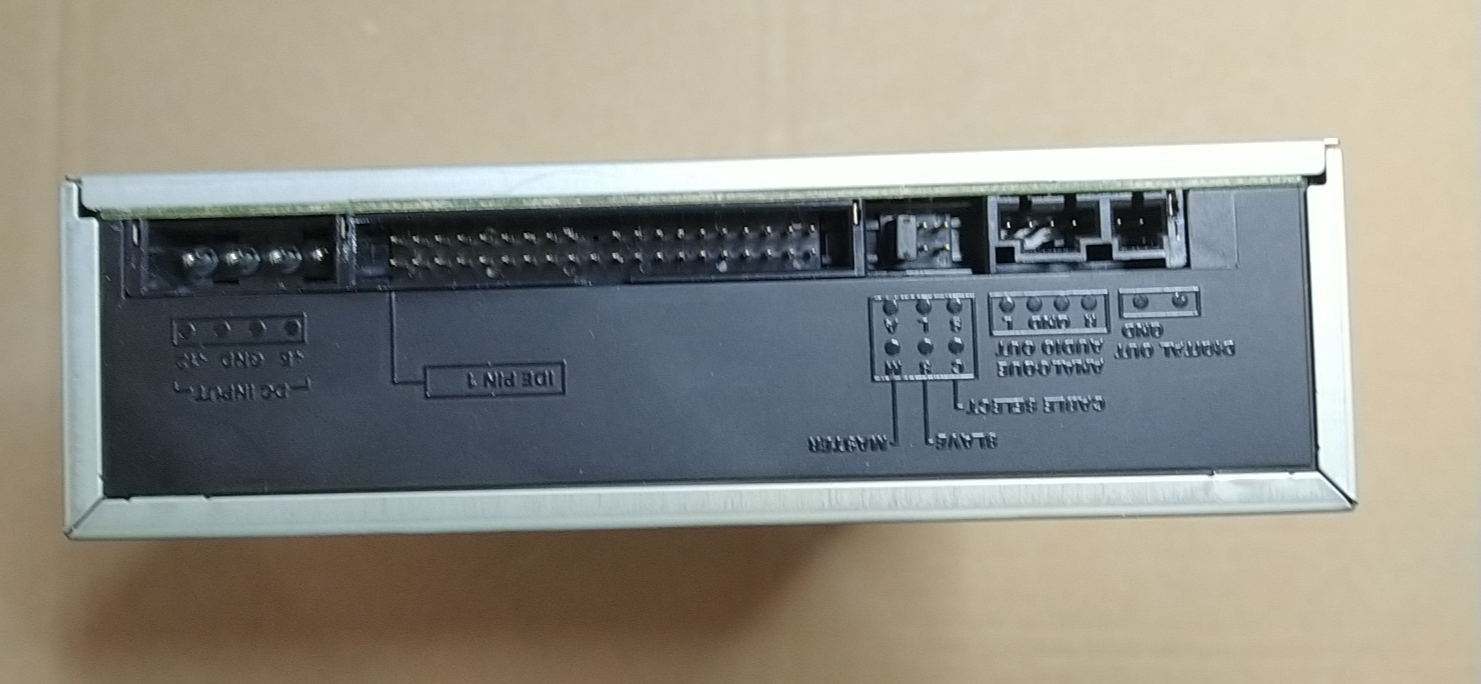 SLAVE
MASTER
CABLE SELECT
DIGITAL OUT
GND
ANALOGUE
AUDIO OUT
R GND L
C S M
S L A
IDE PIN 1
DC INPUT
+5 GND +12